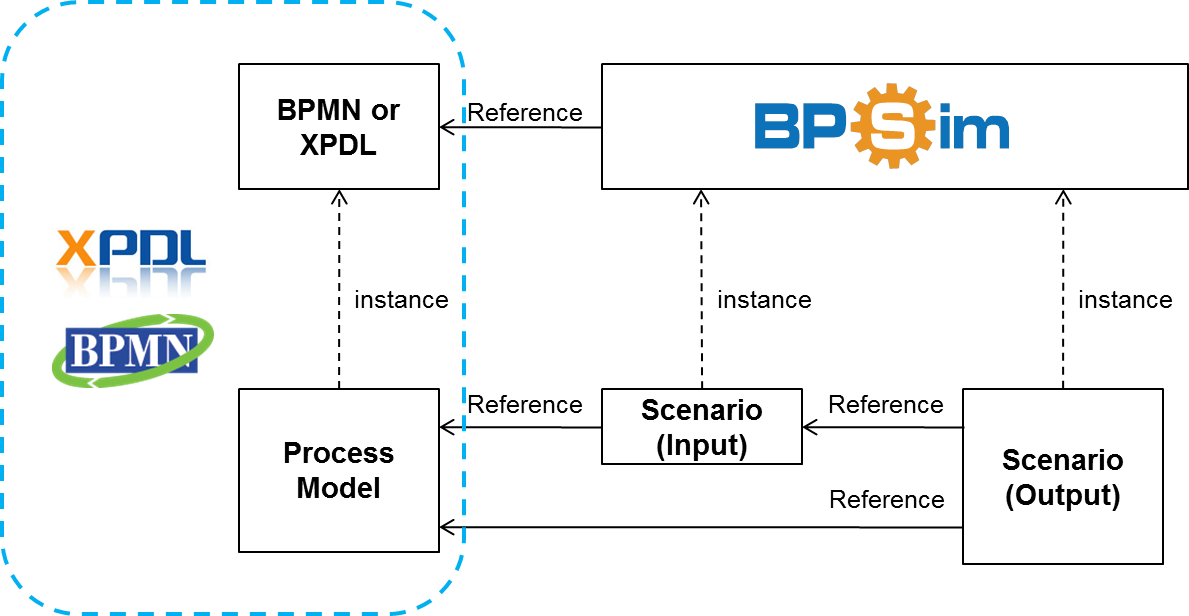 BPMN or
XPDL
Reference
BPSim
XPDL
BPMN
instance
instance
instance
Process
Model
Reference
Scenario
(Input)
Reference
Scenario
(Output)
Reference